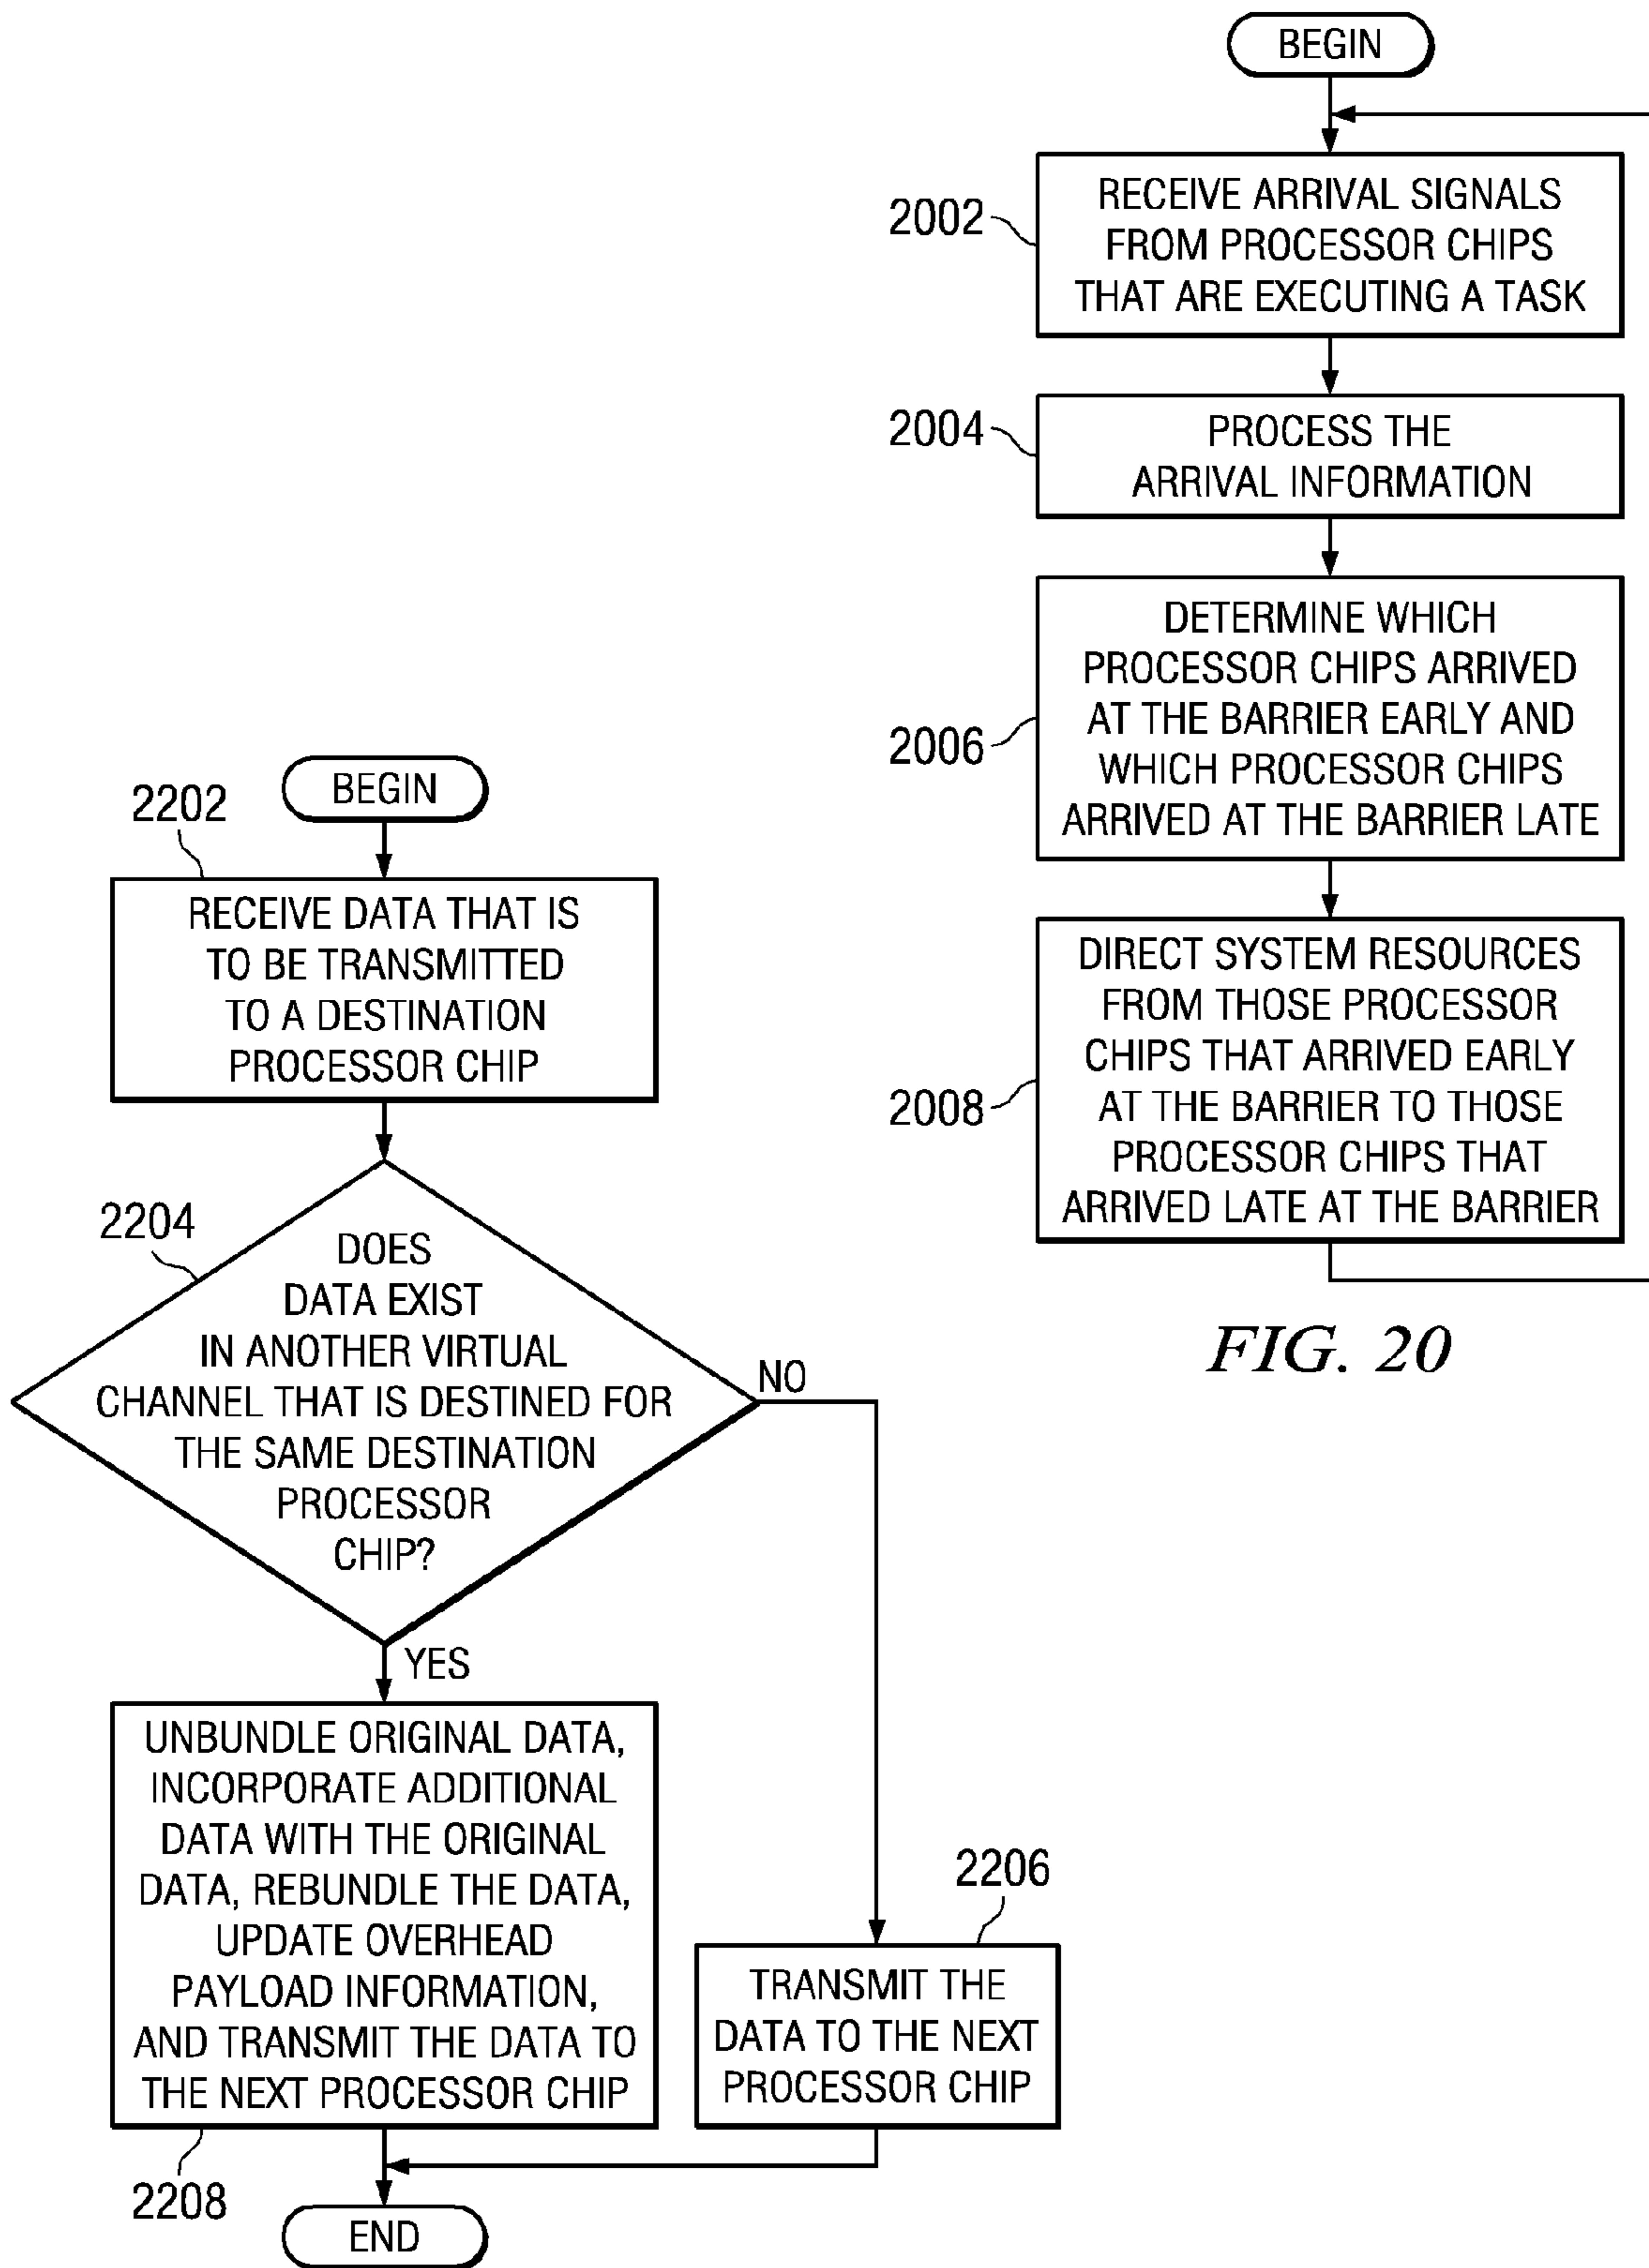 BEGIN
2002
RECEIVE ARRIVAL SIGNALS
FROM PROCESSOR CHIPS
THAT ARE EXECUTING A TASK
2004
PROCESS THE
ARRIVAL INFORMATION
2006
DETERMINE WHICH
PROCESSOR CHIPS ARRIVED
AT THE BARRIER EARLY AND
WHICH PROCESSOR CHIPS
ARRIVED AT THE BARRIER LATE
2008
DIRECT SYSTEM RESOURCES
FROM THOSE PROCESSOR
CHIPS THAT ARRIVED EARLY
AT THE BARRIER TO THOSE
PROCESSOR CHIPS THAT
ARRIVED LATE AT THE BARRIER
FIG. 20
BEGIN
2202
RECEIVE DATA THAT IS
TO BE TRANSMITTED
TO A DESTINATION
PROCESSOR CHIP
2204
DOES
DATA EXIST
IN ANOTHER VIRTUAL
CHANNEL THAT IS DESTINED FOR
THE SAME DESTINATION
PROCESSOR
CHIP?
NO
YES
UNBUNDLE ORIGINAL DATA,
INCORPORATE ADDITIONAL
DATA WITH THE ORIGINAL
DATA, REBUNDLE THE DATA,
UPDATE OVERHEAD
PAYLOAD INFORMATION,
AND TRANSMIT THE DATA TO
THE NEXT PROCESSOR CHIP
2208
2206
TRANSMIT THE
DATA TO THE NEXT
PROCESSOR CHIP
END